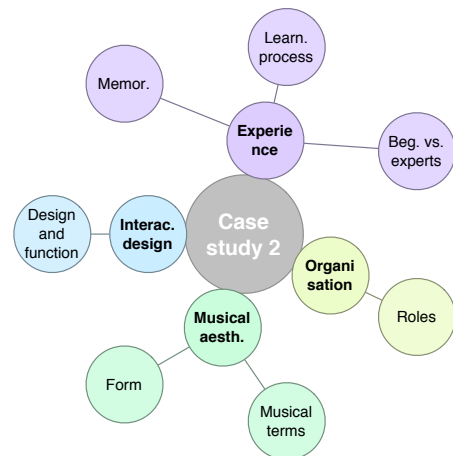 Learn.
process
Memor.
Experie
nce
Beg. vs.
experts
Design
and
function
Interac.
design
Case
study 2
Organi
sation
Roles
Musical
aesth.
Form
Musical
terms